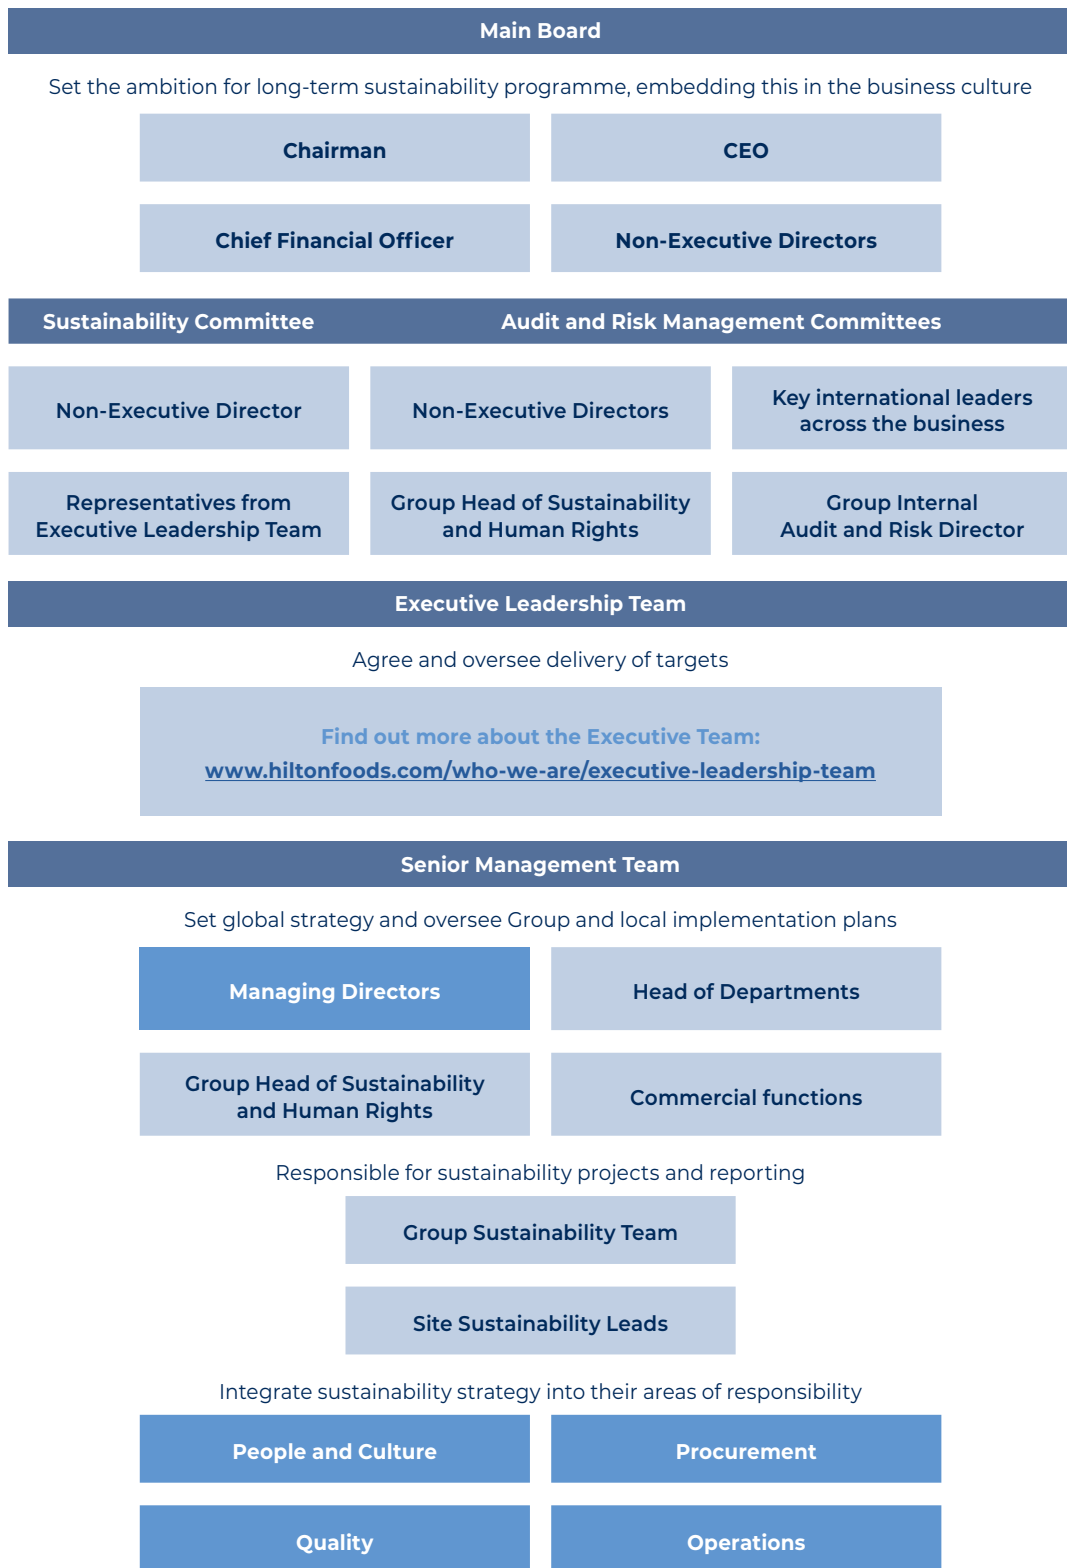 Main Board
Set the ambition for long-term sustainability programme, embedding this in the business culture
Chairman
CEO
Chief Financial Officer
Non-Executive Directors
Sustainability Committee
Audit and Risk Management Committees
Non-Executive Director
Non-Executive Directors
Key international leaders
across the business
Representatives from
Executive Leadership Team
Group Head of Sustainability
and Human Rights
Group Internal
Audit and Risk Director
Executive Leadership Team
Agree and oversee delivery of targets
Find out more about the Executive Team:
www.hiltonfoods.com/who-we-are/executive-leadership-team
Senior Management Team
Set global strategy and oversee Group and local implementation plans
Managing Directors
Head of Departments
Group Head of Sustainability
and Human Rights
Commercial functions
Responsible for sustainability projects and reporting
Group Sustainability Team
Site Sustainability Leads
Integrate sustainability strategy into their areas of responsibility
People and Culture
Procurement
Quality
Operations